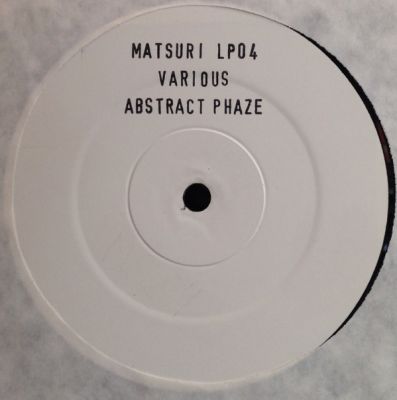 MATSURI LP04
VARIOUS
ABSTRACT PHAZE